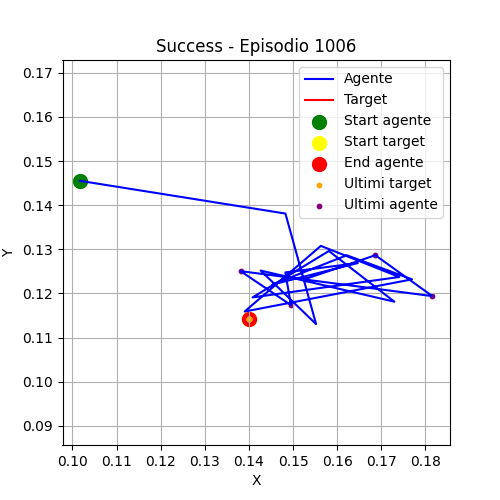 Success - Episodio 1006
Agente
Target
Start agente
Start target
End agente
Ultimi target
Ultimi agente
0.17
0.16
0.15
0.14
0.13
0.12
0.11
0.10
0.09
Y
0.10 0.11 0.12 0.13 0.14 0.15 0.16 0.17 0.18
X